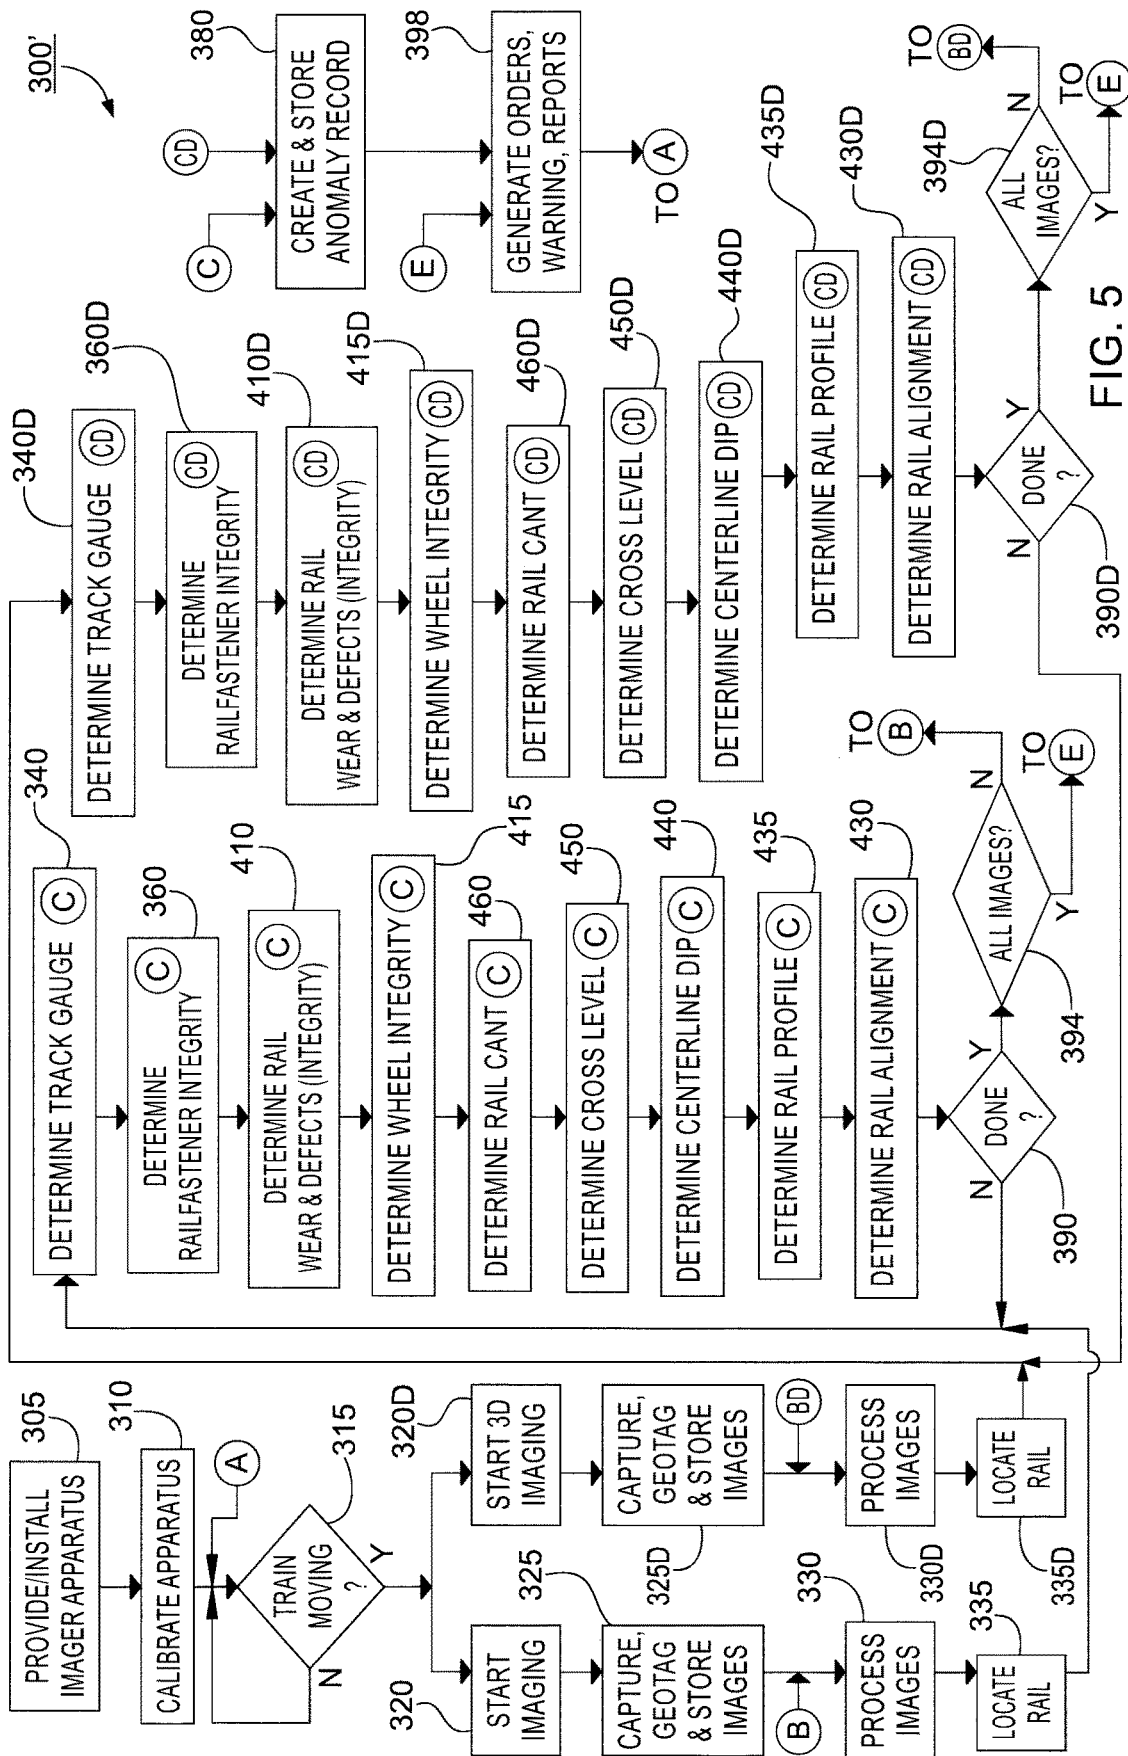 300'
PROVIDE/INSTALL
IMAGER APPARATUS
305
CALIBRATE APPARATUS
310
A
TRAIN
MOVING
?
315
N
Y
320
START
IMAGING
START 3D
IMAGING
320D
CAPTURE,
GEOTAG
& STORE
IMAGES
325
CAPTURE,
GEOTAG
& STORE
IMAGES
325D
B
BD
PROCESS
IMAGES
330
PROCESS
IMAGES
330D
LOCATE
RAIL
335
LOCATE
RAIL
335D
DETERMINE TRACK GAUGE C
340
DETERMINE
RAILFASTENER INTEGRITY
C
360
DETERMINE RAIL
WEAR & DEFECTS (INTEGRITY)
C
410
DETERMINE WHEEL INTEGRITY C
415
DETERMINE RAIL CANT C
460
DETERMINE CROSS LEVEL C
450
DETERMINE CENTERLINE DIP C
440
DETERMINE RAIL PROFILE C
435
DETERMINE RAIL ALIGNMENT C
430
DONE
?
390
N
Y
ALL IMAGES?
394
N
Y
TO B
TO E
DETERMINE TRACK GAUGE CD
340D
DETERMINE
RAILFASTENER INTEGRITY
CD
360D
DETERMINE RAIL
WEAR & DEFECTS (INTEGRITY)
CD
410D
DETERMINE WHEEL INTEGRITY CD
415D
DETERMINE RAIL CANT CD
460D
DETERMINE CROSS LEVEL CD
450D
DETERMINE CENTERLINE DIP CD
440D
DETERMINE RAIL PROFILE CD
435D
DETERMINE RAIL ALIGNMENT CD
430D
DONE
?
390D
N
Y
ALL
IMAGES?
394D
N
Y
TO BD
TO E
C
CD
CREATE & STORE
ANOMALY RECORD
380
E
GENERATE ORDERS,
WARNING, REPORTS
398
TO A
FIG. 5